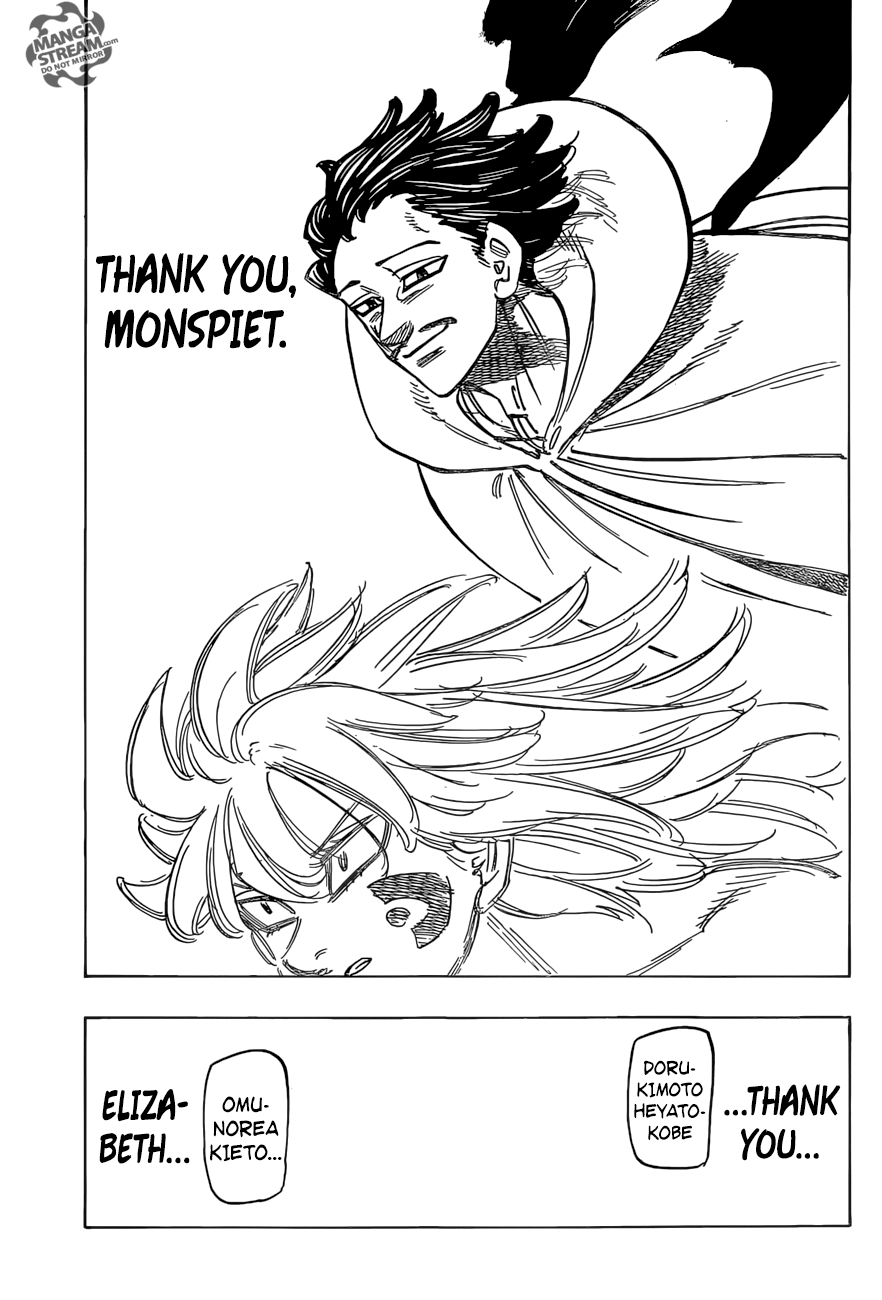 MANGA
STREAM.com
DO NOT MIRROR
THANK YOU,
MONSPIET.
...THANK
YOU...
DORU-
KIMOTO
HEYATO-
KOBE
OMU-
NOREA
KIETO...
ELIZA-
BETH...